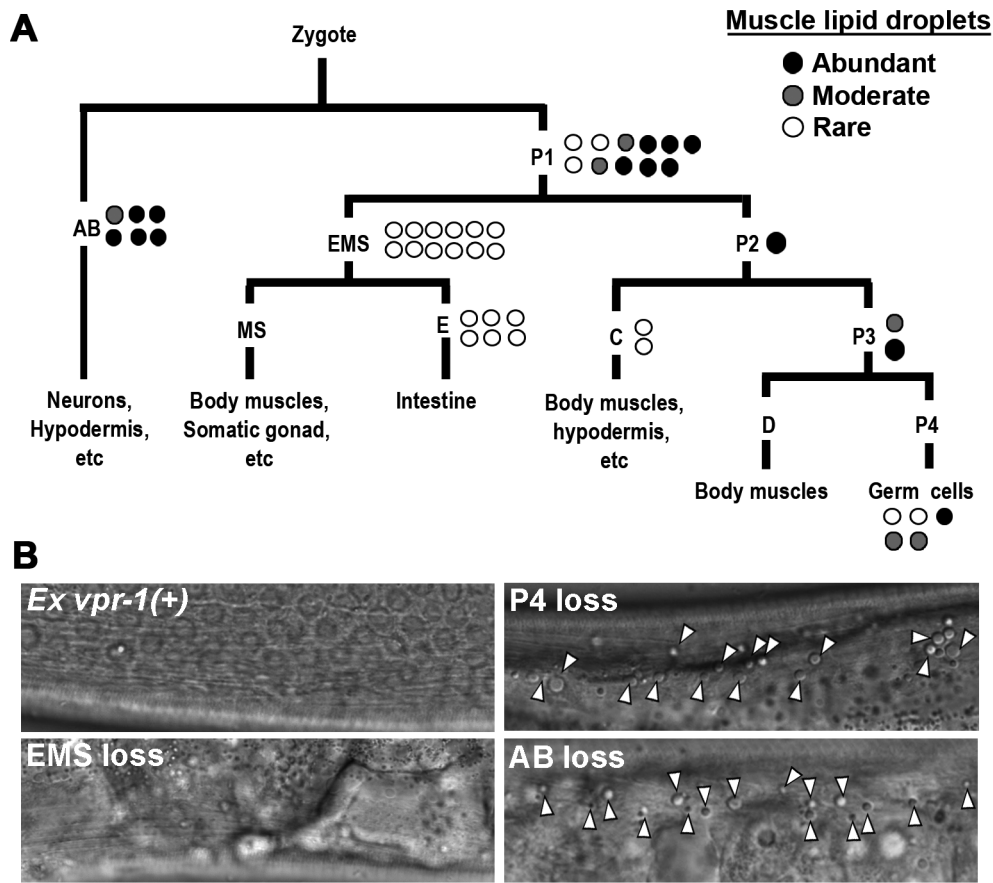 A
Zygote
Muscle lipid droplets
Abundant
Moderate
Rare
P1
AB
EMS
P2
MS
E
C
P3
Neurons,
Hypodermis,
etc
Body muscles,
Somatic gonad,
etc
Intestine
Body muscles,
hypodermis,
etc
D
P4
Body muscles
Germ cells
B
Ex vpr-1(+)
P4 loss
EMS loss
AB loss